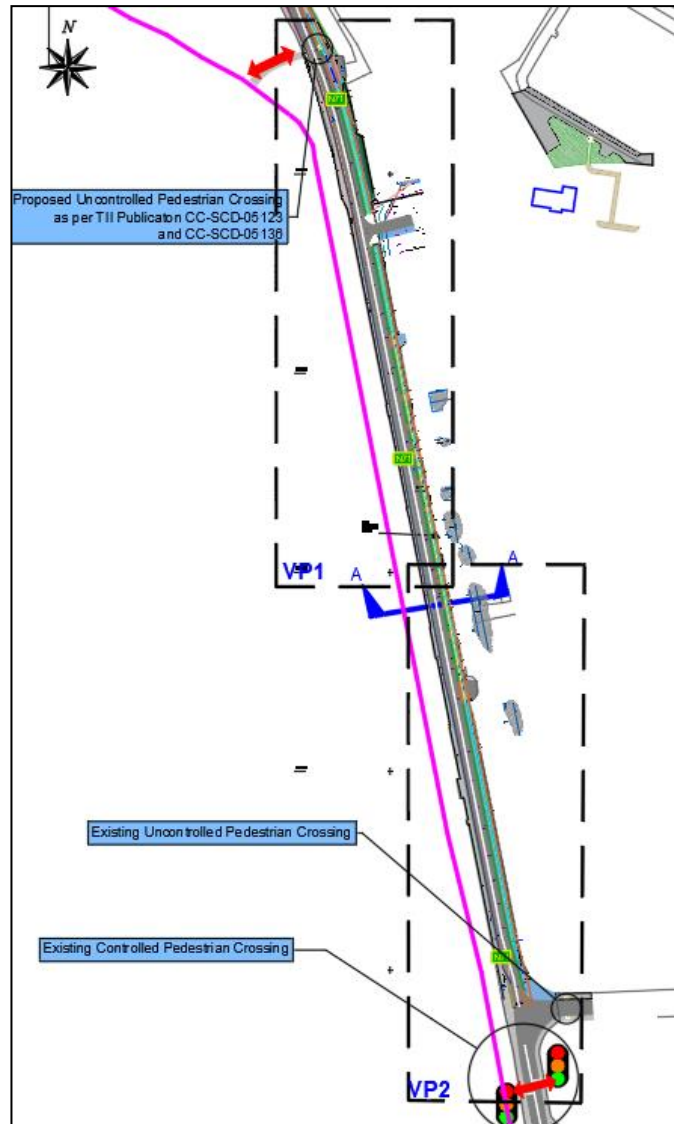 N
N71
Proposed Uncontrolled Pedestrian Crossing
as per TII Publicaton CC-SCD-05123
and CC-SCD-05136
N71
VP1
A
A
Existing Uncontrolled Pedestrian Crossing
Existing Controlled Pedestrian Crossing
N71
VP2